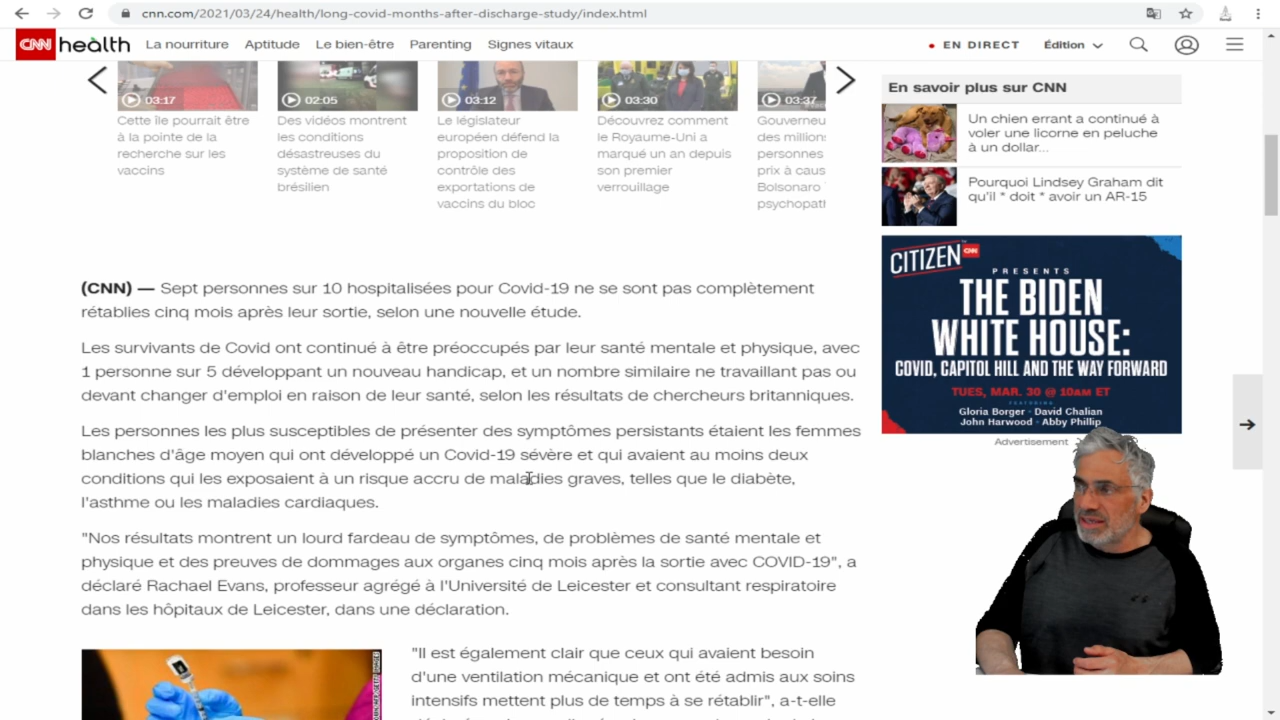 cnn.com/2021/03/24/health/long-covid-months-after-discharge-study/index.html
CNN health La nourriture Aptitude Le bien-être Parenting Signes vitaux EN DIRECT Édition
03:17 02:05 03:12 03:30 03:37
Cette île pourrait être
à la pointe de la
recherche sur les
vaccins
Des vidéos montrent
les conditions
désastreuses du
système de santé
brésilien
Le législateur
européen défend la
proposition de
contrôle des
exportations de
vaccins du bloc
Découvrez comment
le Royaume-Uni a
marqué un an depuis
son premier
verrouillage
Gouverneu
des millions
personnes
prix à caus
Bolsonaro
psychopath
(CNN) — Sept personnes sur 10 hospitalisées pour Covid-19 ne se sont pas complètement
rétablies cinq mois après leur sortie, selon une nouvelle étude.
Les survivants de Covid ont continué à être préoccupés par leur santé mentale et physique, avec
1 personne sur 5 développant un nouveau handicap, et un nombre similaire ne travaillant pas ou
devant changer d'emploi en raison de leur santé, selon les résultats de chercheurs britanniques.
Les personnes les plus susceptibles de présenter des symptômes persistants étaient les femmes
blanches d'âge moyen qui ont développé un Covid-19 sévère et qui avaient au moins deux
conditions qui les exposaient à un risque accru de maladies graves, telles que le diabète,
l'asthme ou les maladies cardiaques.
"Nos résultats montrent un lourd fardeau de symptômes, de problèmes de santé mentale et
physique et des preuves de dommages aux organes cinq mois après la sortie avec COVID-19", a
déclaré Rachael Evans, professeur agrégé à l'Université de Leicester et consultant respiratoire
dans les hôpitaux de Leicester, dans une déclaration.
"Il est également clair que ceux qui avaient besoin
d'une ventilation mécanique et ont été admis aux soins
intensifs mettent plus de temps à se rétablir", a-t-elle
En savoir plus sur CNN
Un chien errant a continué à
voler une licorne en peluche
à un dollar...
Pourquoi Lindsey Graham dit
qu'il " doit " avoir un AR-15
CITIZEN CNN
PRESENTS
THE BIDEN
WHITE HOUSE:
COVID, CAPITOL HILL AND THE WAY FORWARD
TUES, MAR. 30 @ 10AM ET
FEATURING
Gloria Borger · David Chalian
John Harwood · Abby Phillip
Advertisement